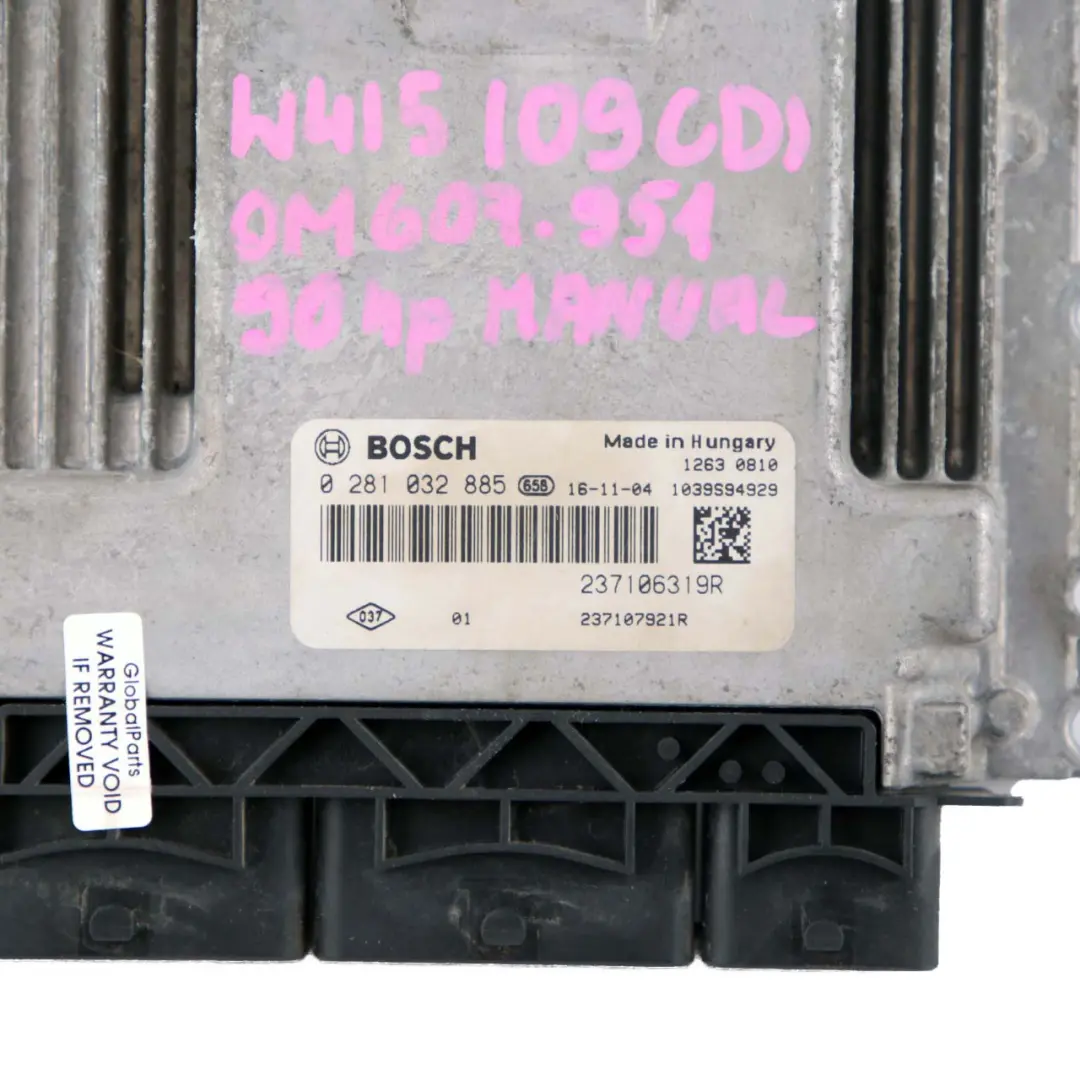 W415 109CDI
OM607.951
90Hp MANUAL
BOSCH
Made in Hungary
1263 0810
0 281 032 885 65B 16-11-04 1039S94929
237106319R
037 01 237107921R
GlobalParts
WARRANTY VOID
IF REMOVED